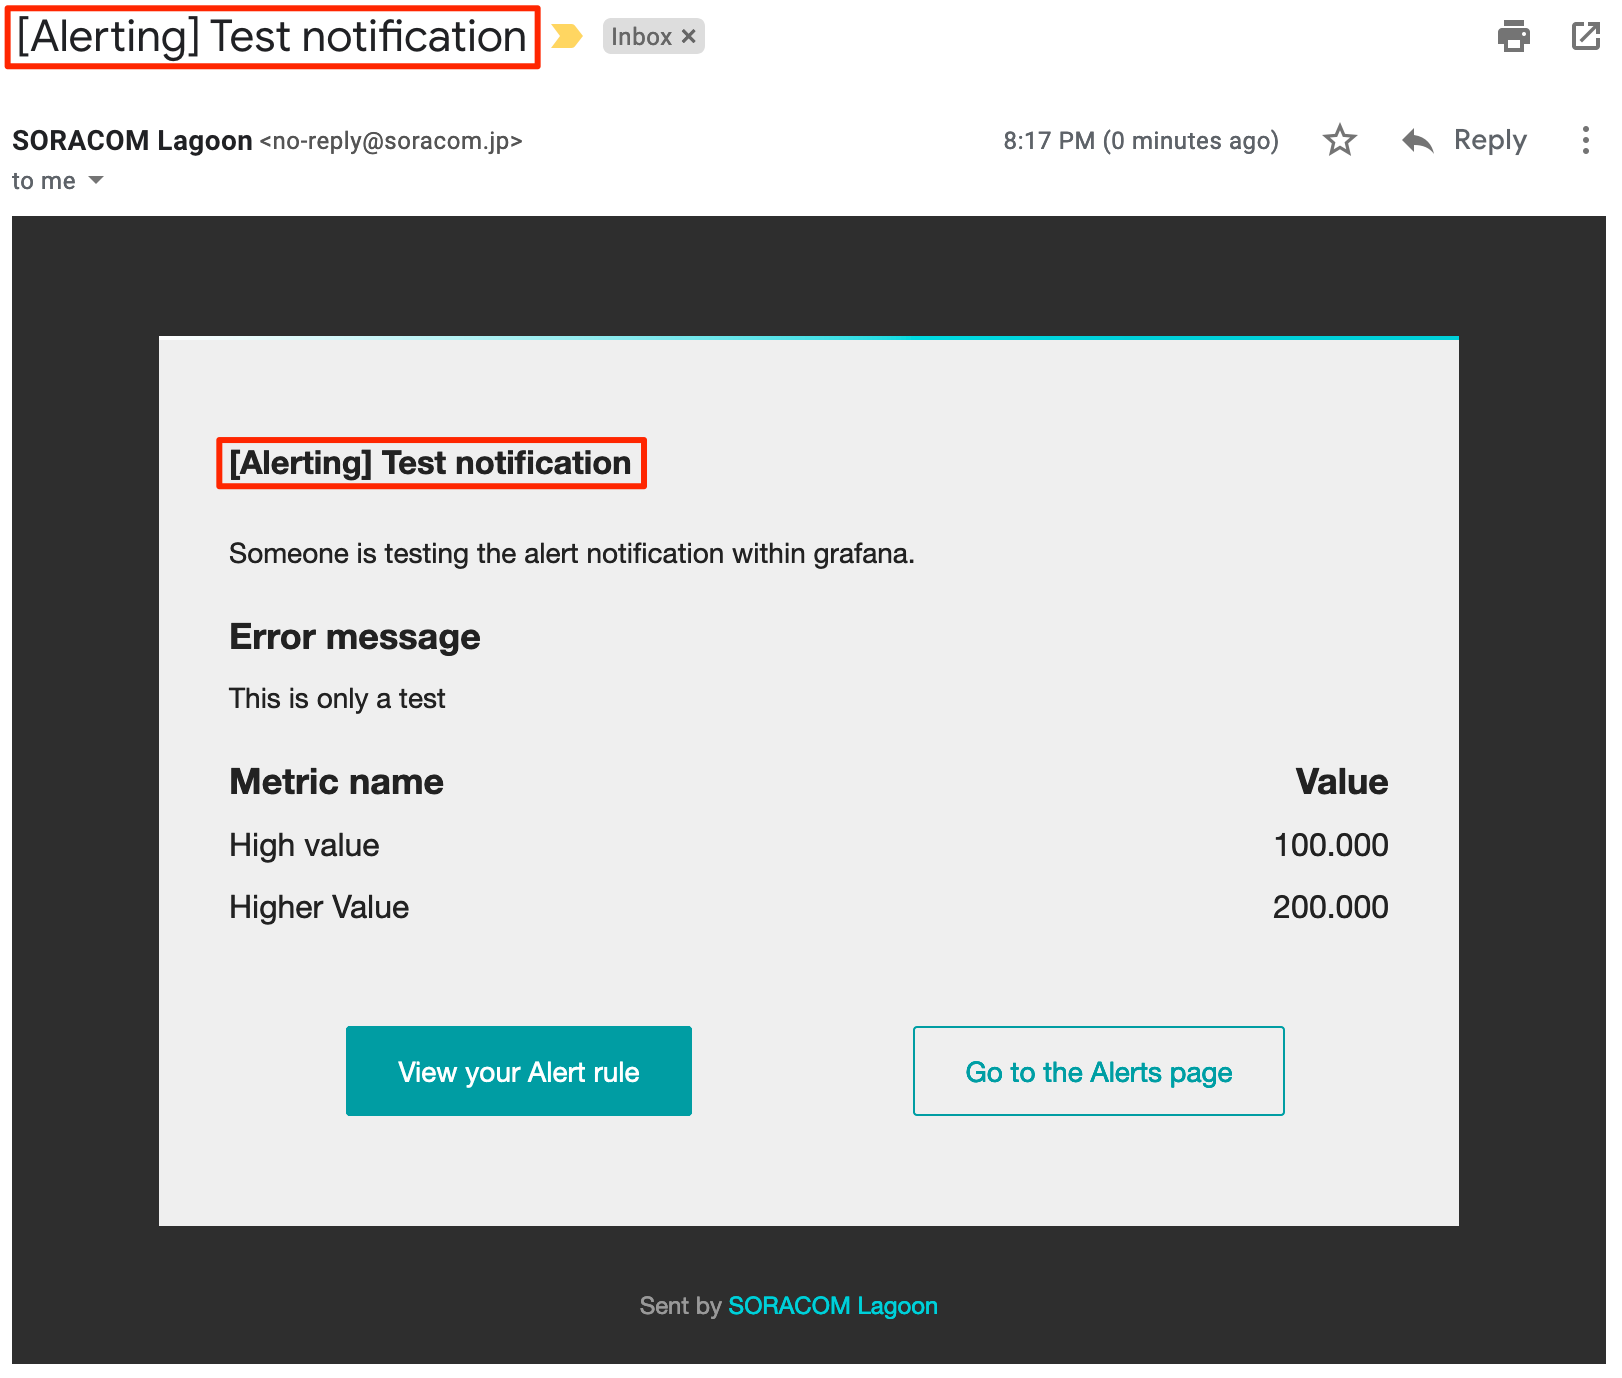 [Alerting] Test notification
Inbox ×
SORACOM Lagoon <no-reply@soracom.jp>
8:17 PM (0 minutes ago)
Reply
to me
[Alerting] Test notification
Someone is testing the alert notification within grafana.
Error message
This is only a test
Metric name Value
High value 100.000
Higher Value 200.000
View your Alert rule
Go to the Alerts page
Sent by SORACOM Lagoon